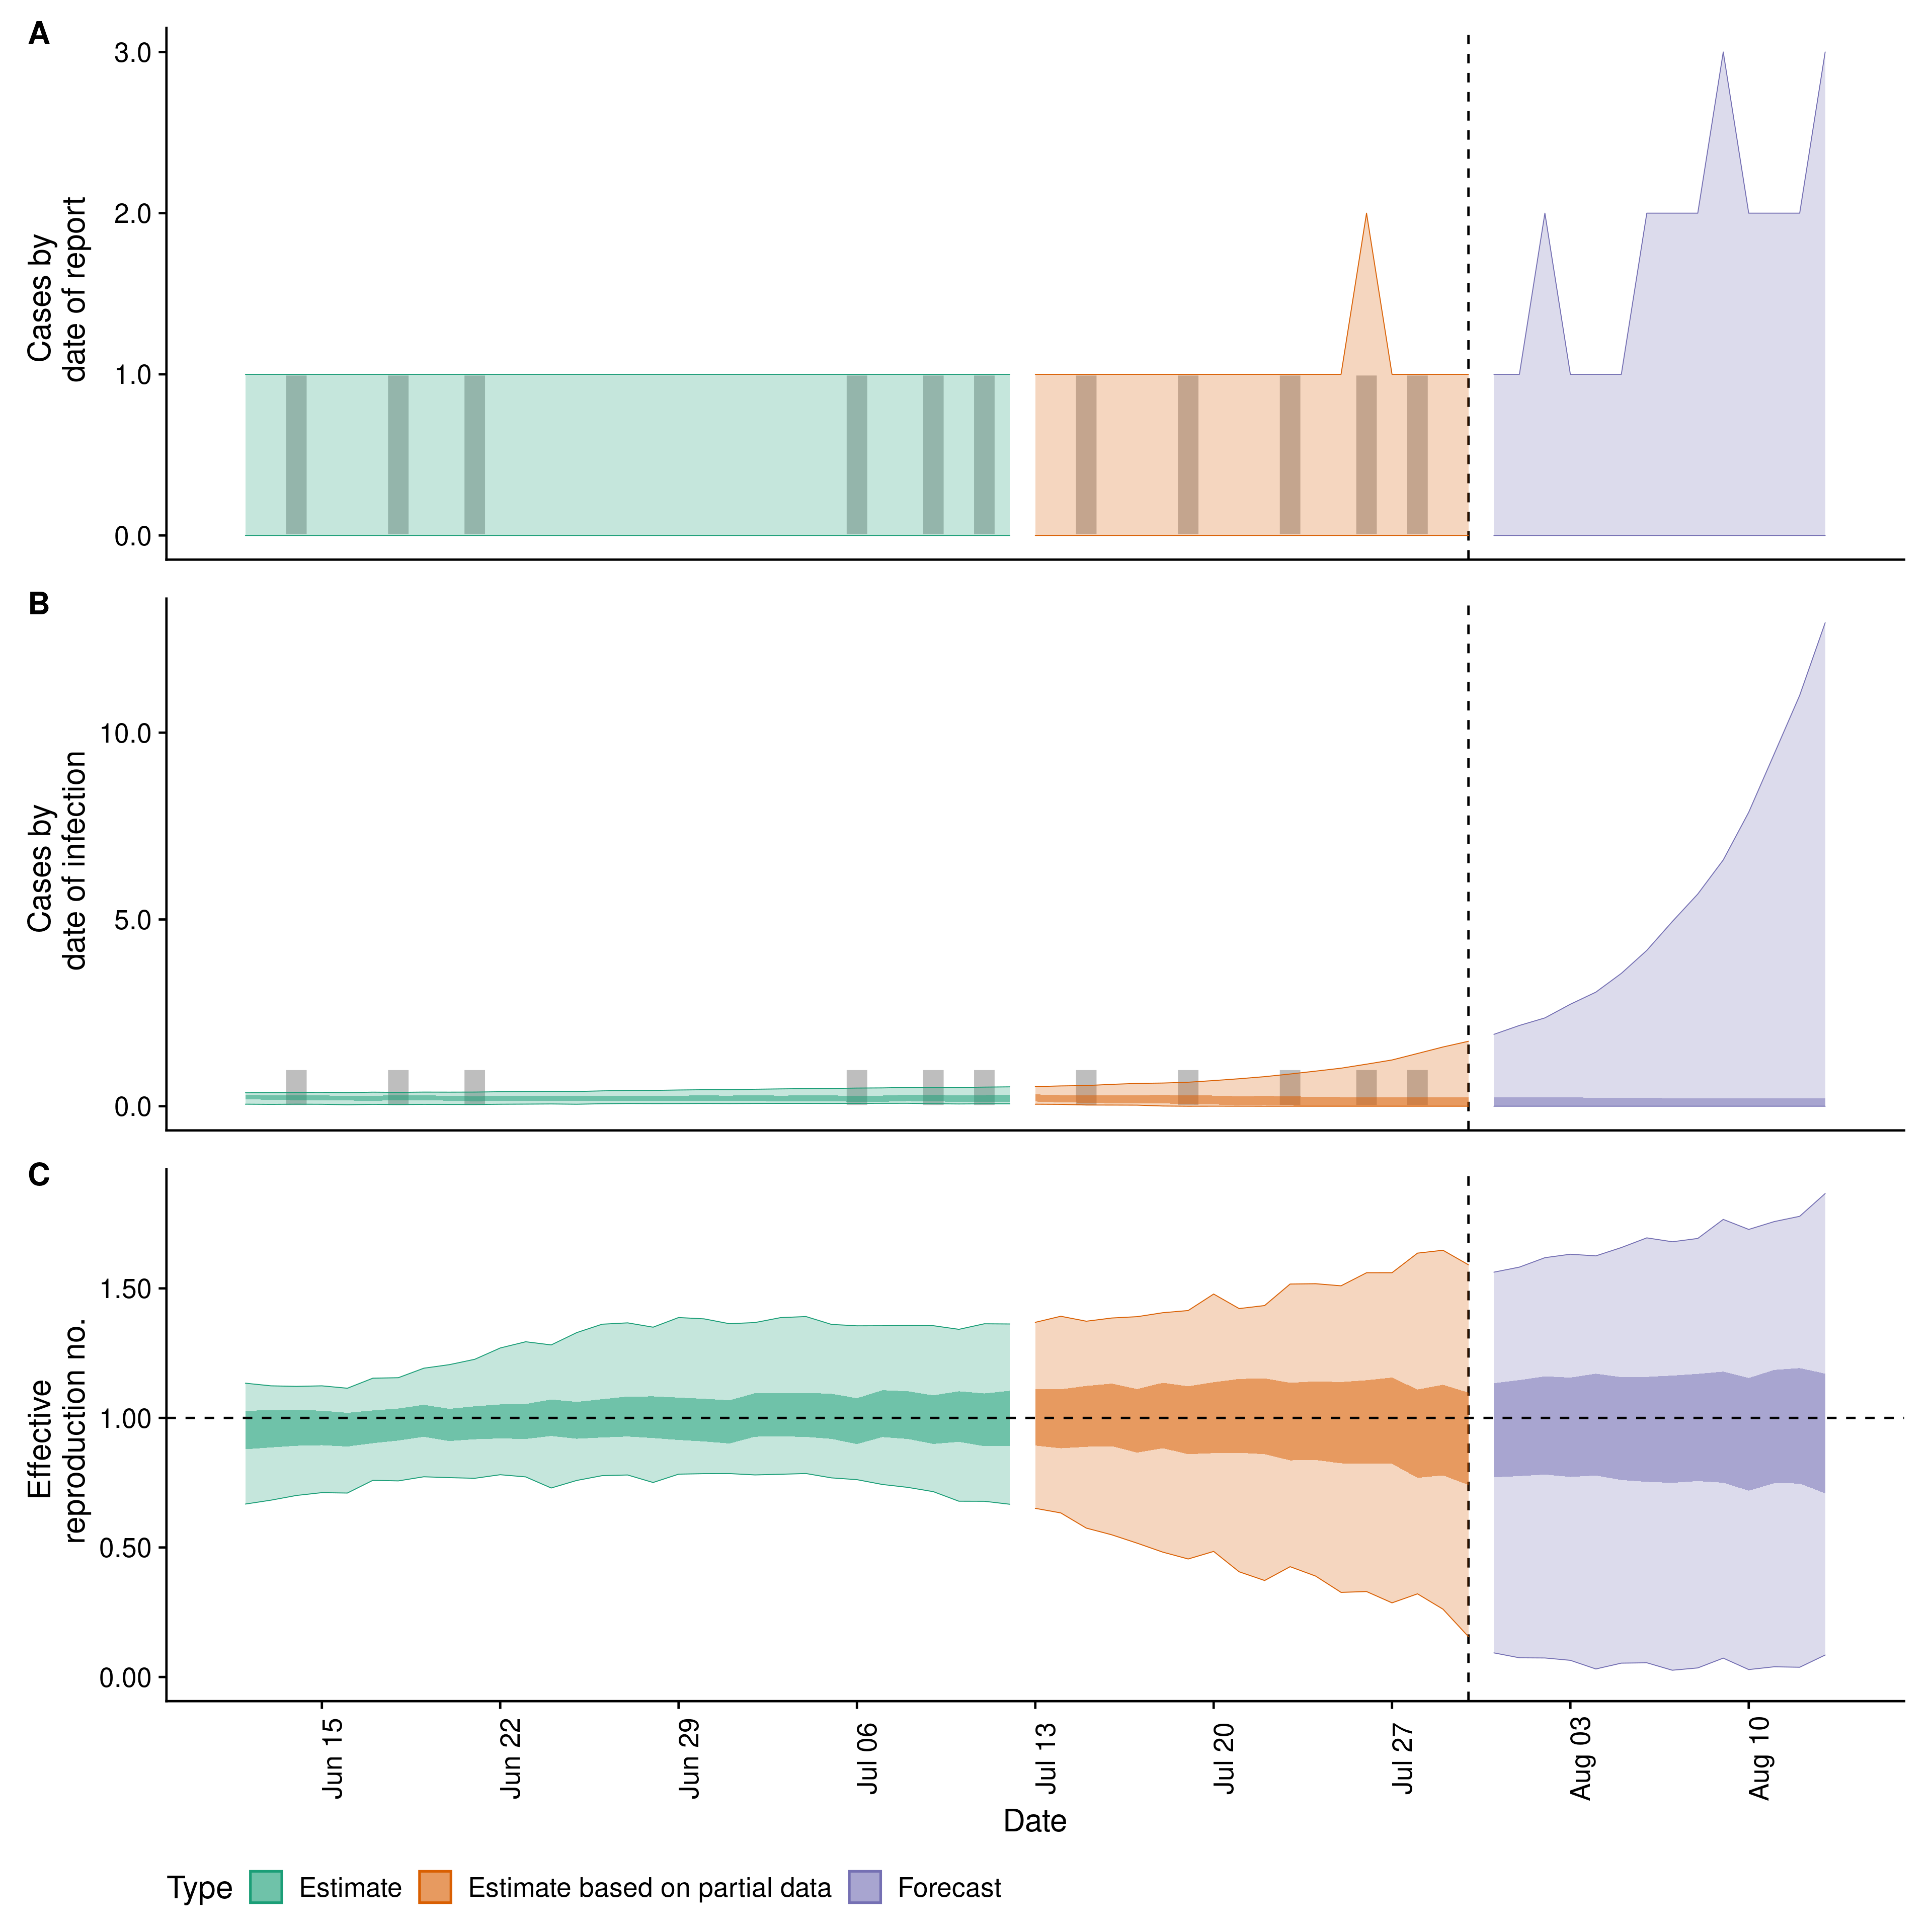 A
3.0
2.0
1.0
0.0
Cases by
date of report
B
10.0
5.0
0.0
Cases by
date of infection
C
1.50
1.00
0.50
0.00
Effective
reproduction no.
Jun 15
Jun 22
Jun 29
Jul 06
Jul 13
Jul 20
Jul 27
Aug 03
Aug 10
Date
Type Estimate Estimate based on partial data Forecast